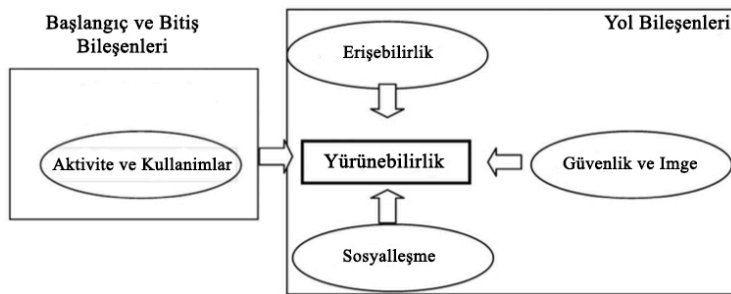 Başlangıç ve Bitiş
Bileşenleri
Yol Bileşenleri
Erişebilirlik
Aktivite ve Kullanimlar
Yürünebilirlik
Güvenlik ve Imge
Sosyalleşme